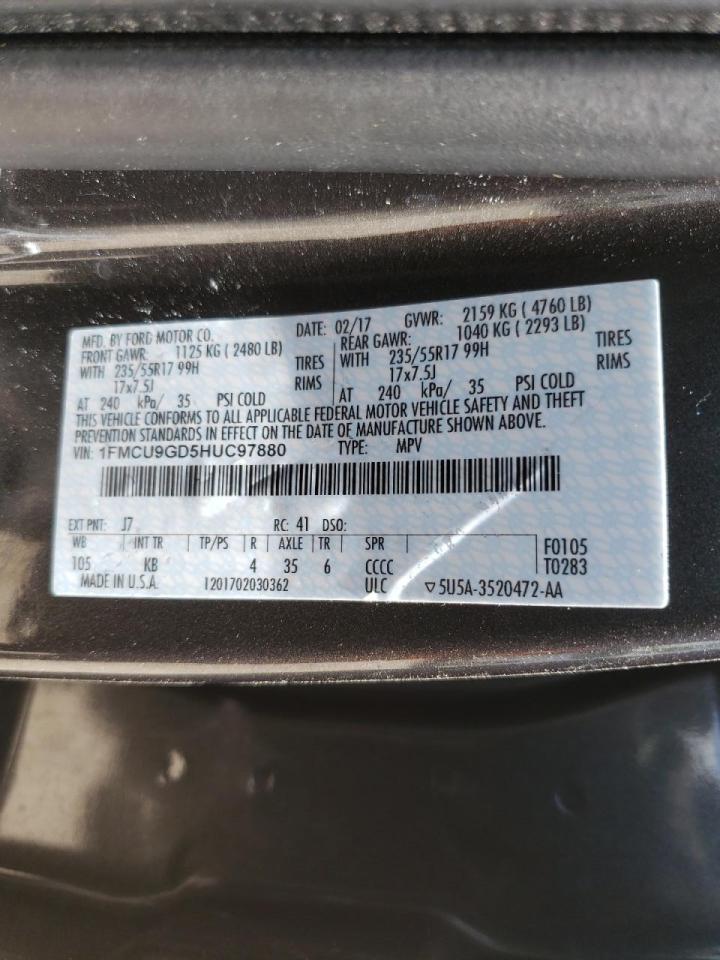 MFD. BY FORD MOTOR CO. DATE: 02/17 GVWR: 2159 KG ( 4760 LB)
FRONT GAWR: 1125 KG ( 2480 LB) REAR GAWR: 1040 KG ( 2293 LB)
WITH 235/55R17 99H TIRES WITH 235/55R17 99H TIRES
17x7.5J RIMS 17x7.5J RIMS
AT 240 kPa/ 35 PSI COLD AT 240 kPa/ 35 PSI COLD
THIS VEHICLE CONFORMS TO ALL APPLICABLE FEDERAL MOTOR VEHICLE SAFETY AND THEFT
PREVENTION STANDARDS IN EFFECT ON THE DATE OF MANUFACTURE SHOWN ABOVE.
VIN: 1FMCU9GD5HUC97880 TYPE: MPV
EXT PNT: J7 RC: 41 DSO:
WB INT TR TP/PS R AXLE TR SPR F0105
105 KB 4 35 6 CCCC T0283
MADE IN U.S.A. 1201702030362 ULC ▽5U5A-3520472-AA